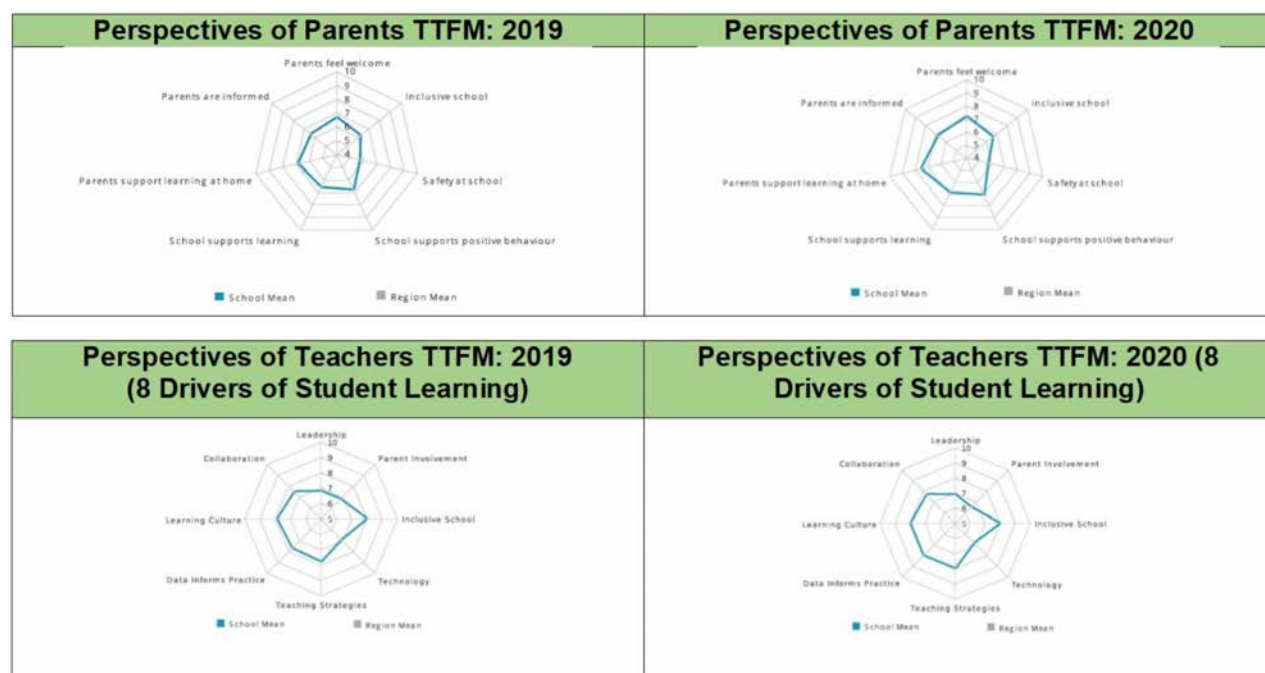 Perspectives of Parents TTFM: 2019
Perspectives of Parents TTFM: 2020
Parents feel welcome
10
9
8
7
6
5
4
Inclusive school
Safety at school
School supports positive behaviour
School supports learning
Parents support learning at home
Parents are informed
School Mean
Region Mean
Parents feel welcome
10
9
8
7
6
5
4
Inclusive school
Safety at school
School supports positive behaviour
School supports learning
Parents support learning at home
Parents are informed
School Mean
Region Mean
Perspectives of Teachers TTFM: 2019
(8 Drivers of Student Learning)
Perspectives of Teachers TTFM: 2020 (8
Drivers of Student Learning)
Leadership
10
9
8
7
6
5
Parent Involvement
Inclusive School
Technology
Teaching Strategies
Data Informs Practice
Learning Culture
Collaboration
School Mean
Region Mean
Leadership
10
9
8
7
6
5
Parent Involvement
Inclusive School
Technology
Teaching Strategies
Data Informs Practice
Learning Culture
Collaboration
School Mean
Region Mean